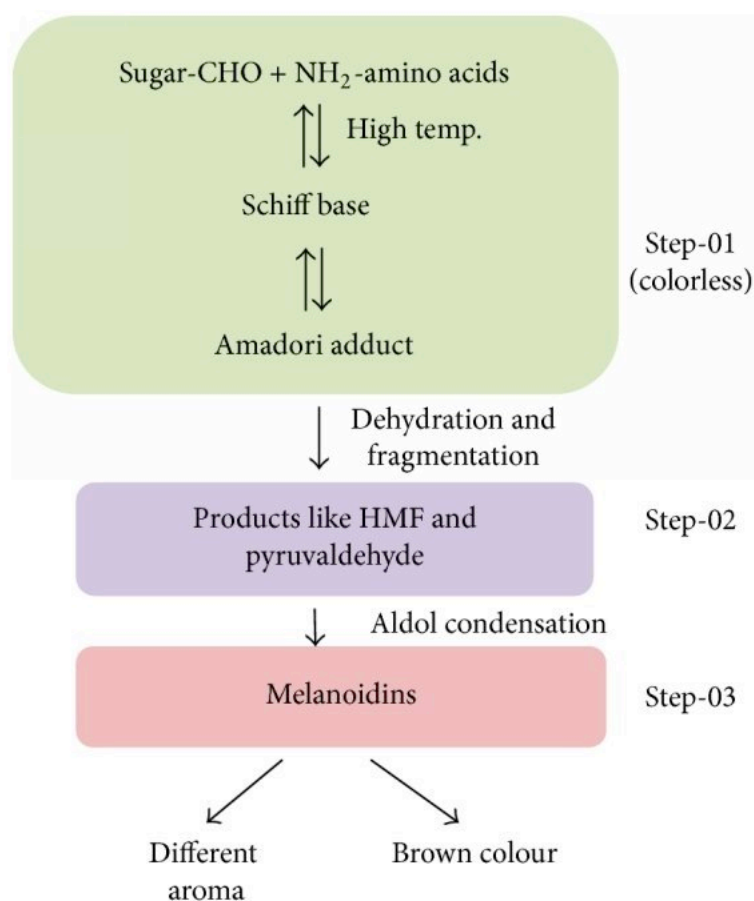 Sugar-CHO + NH₂-amino acids
High temp.
Schiff base
Step-01
(colorless)
Amadori adduct
Dehydration and
fragmentation
Products like HMF and
pyruvaldehyde
Step-02
Aldol condensation
Melanoidins
Step-03
Different
aroma
Brown colour